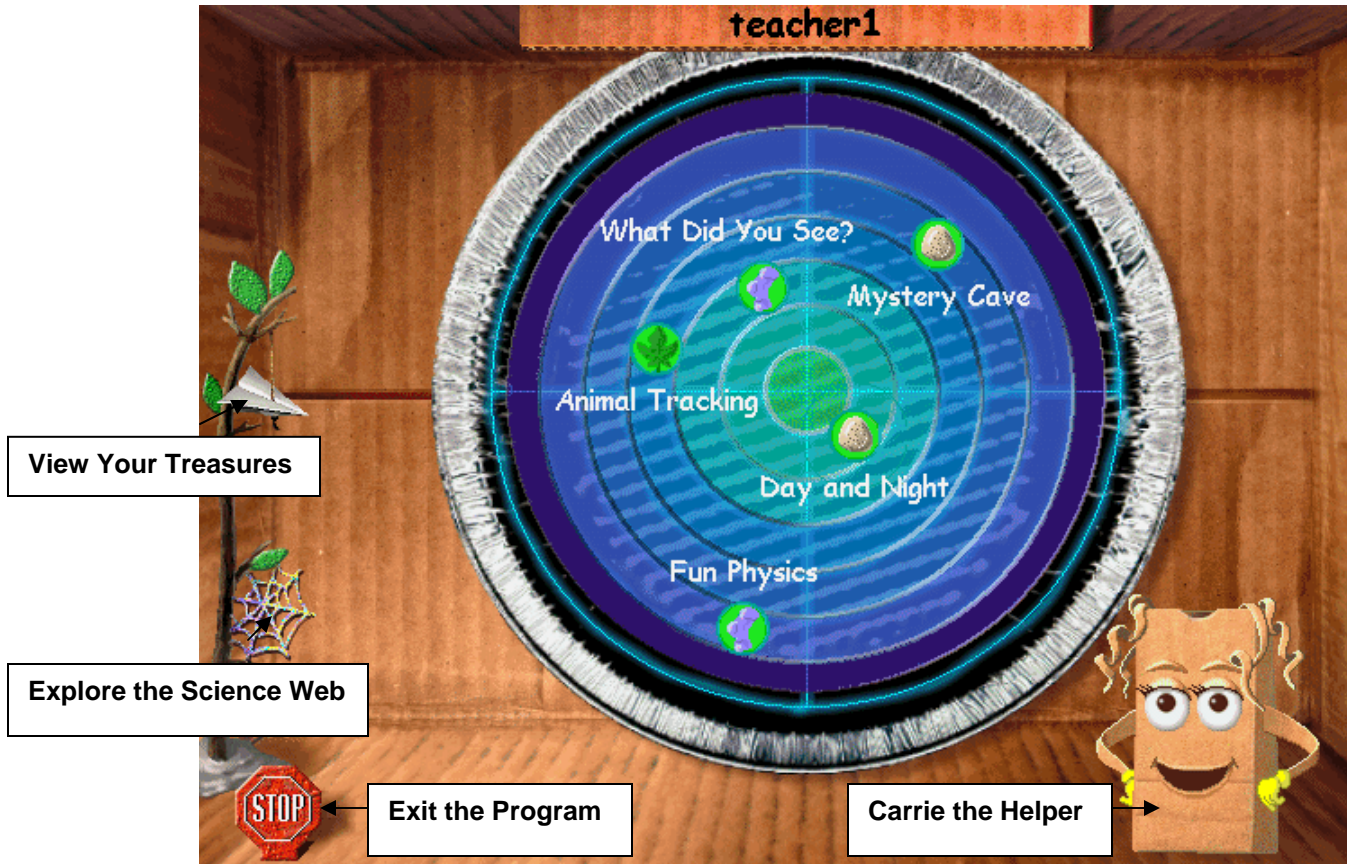 teacher1
What Did You See?
Mystery Cave
Animal Tracking
View Your Treasures
Day and Night
Fun Physics
Explore the Science Web
STOP
Exit the Program
Carrie the Helper